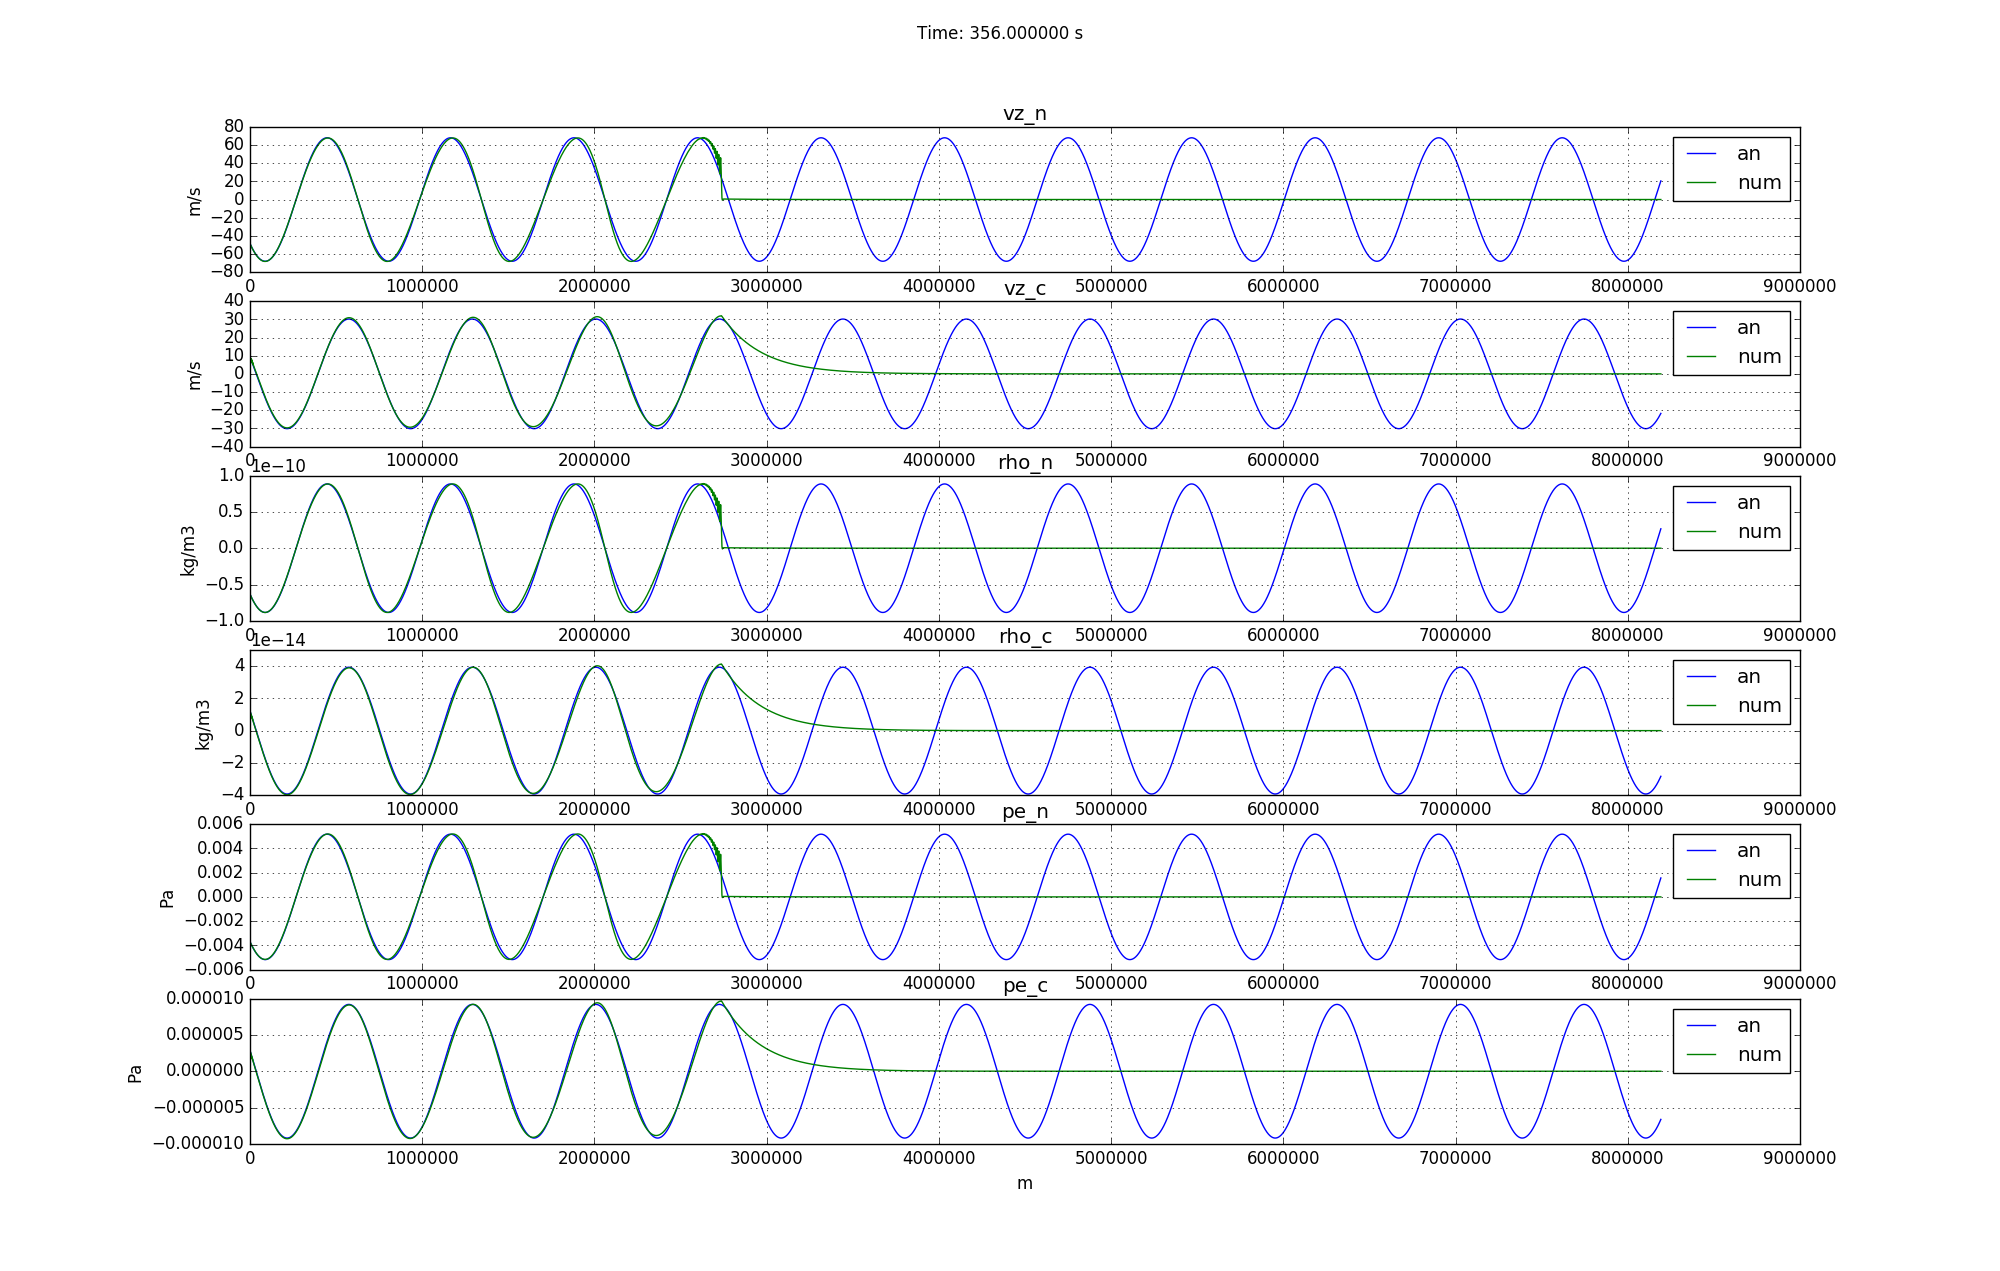 Time: 356.000000 s
vz_n
80
60
40
20
0
−20
−40
−60
−80
m/s
an
num
0 1000000 2000000 3000000 4000000 5000000 6000000 7000000 8000000 9000000
vz_c
40
30
20
10
0
−10
−20
−30
−40
m/s
an
num
0 1000000 2000000 3000000 4000000 5000000 6000000 7000000 8000000 9000000
1e−10
rho_n
1.0
0.5
0.0
−0.5
−1.0
kg/m3
an
num
0 1000000 2000000 3000000 4000000 5000000 6000000 7000000 8000000 9000000
1e−14
rho_c
4
2
0
−2
−4
kg/m3
an
num
0 1000000 2000000 3000000 4000000 5000000 6000000 7000000 8000000 9000000
pe_n
0.006
0.004
0.002
0.000
−0.002
−0.004
−0.006
Pa
an
num
0 1000000 2000000 3000000 4000000 5000000 6000000 7000000 8000000 9000000
pe_c
0.000010
0.000005
0.000000
−0.000005
−0.000010
Pa
an
num
0 1000000 2000000 3000000 4000000 5000000 6000000 7000000 8000000 9000000
m